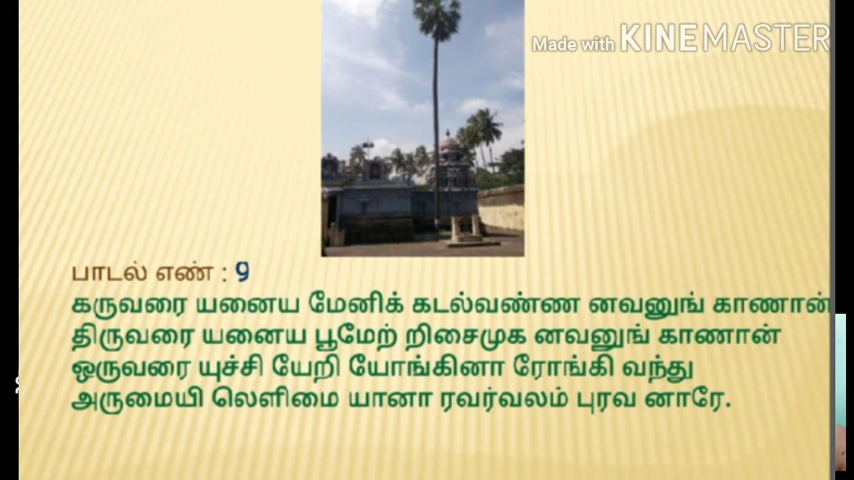 Made with KINEMASTER
பாடல் எண் : 9
கருவரை யனைய மேனிக் கடல்வண்ண னவனுங் காணான்
திருவரை யனைய பூமேற் றிசைமுக னவனுங் காணான்
ஒருவரை யுச்சி யேறி யோங்கினா ரோங்கி வந்து
அருமையி லெளிமை யானா ரவர்வலம் புரவ னாரே.